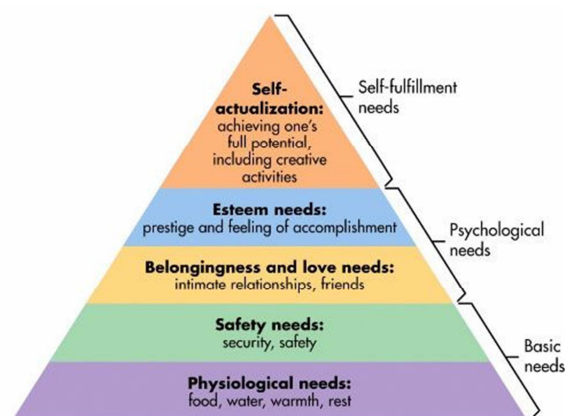 Self-
actualization:
achieving one's
full potential,
including creative
activities
Self-fulfillment
needs
Esteem needs:
prestige and feeling of accomplishment
Psychological
needs
Belongingness and love needs:
intimate relationships, friends
Safety needs:
security, safety
Basic
needs
Physiological needs:
food, water, warmth, rest